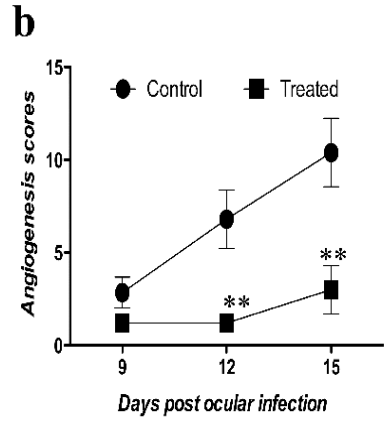 b
Control Treated
15
10
5
0
Angiogenesis scores
**
**
9 12 15
Days post ocular infection